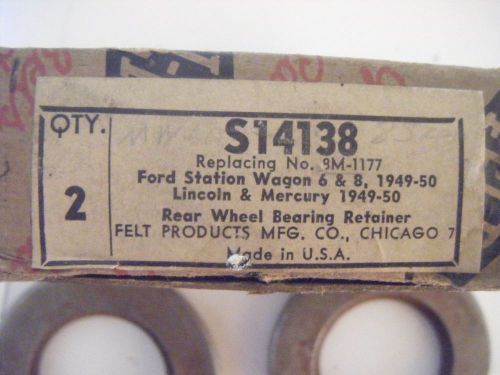 QTY.
2
S14138
Replacing No. 8M-1177
Ford Station Wagon 6 & 8, 1949-50
Lincoln & Mercury 1949-50
Rear Wheel Bearing Retainer
FELT PRODUCTS MFG. CO., CHICAGO 7
Made in U.S.A.